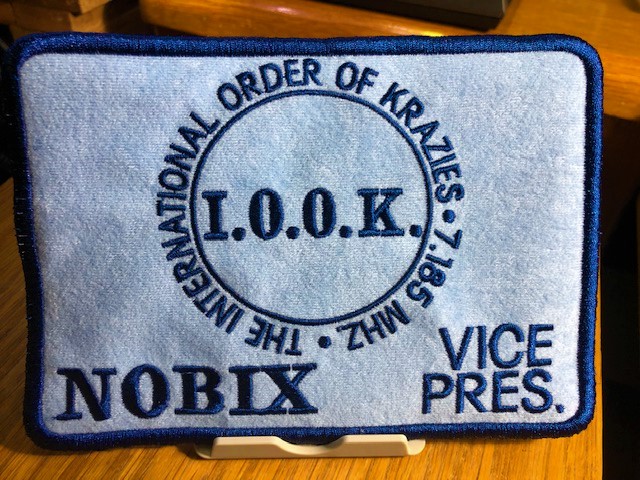 THE INTERNATIONAL ORDER OF KRAZIES • 7.185 MHZ •
I.O.O.K.
NOBIX
VICE
PRES.